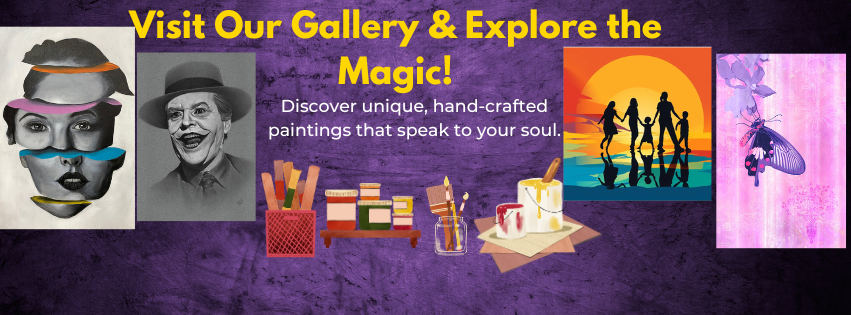 Visit Our Gallery & Explore the
Magic!
Discover unique, hand-crafted
paintings that speak to your soul.